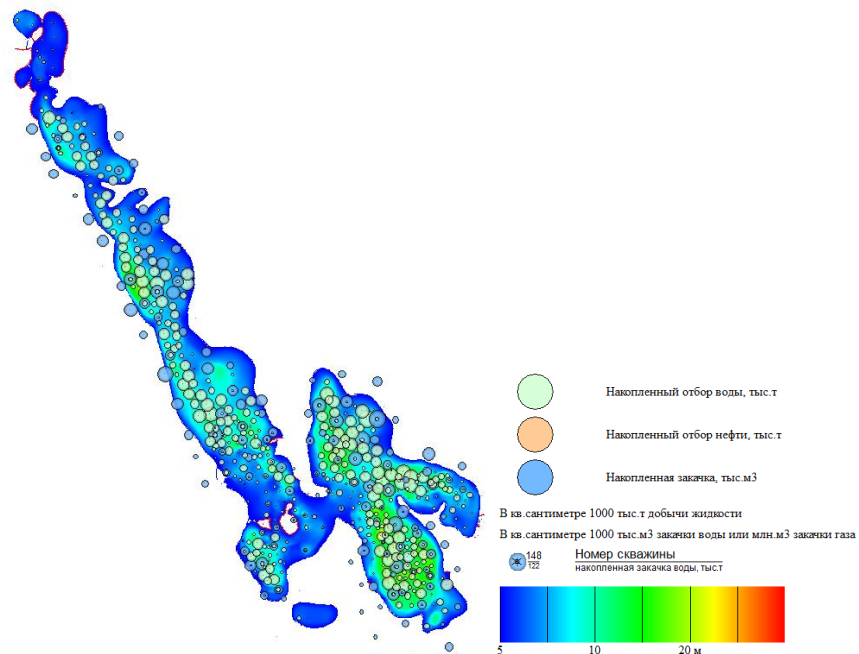 Накопленный отбор воды, тыс.т
Накопленный отбор нефти, тыс.т
Накопленная закачка, тыс.м3
В кв.сантиметре 1000 тыс.т добычи жидкости
В кв.сантиметре 1000 тыс.м3 закачки воды или млн.м3 закачки газа
148 Номер скважины
122 накопленная закачка воды, тыс.т
5 10 20 м